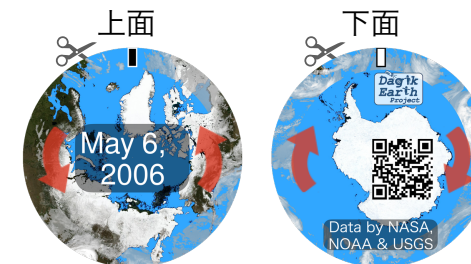 上面
下面
Dagik
Earth
Project
May 6,
2006
Data by NASA,
NOAA & USGS